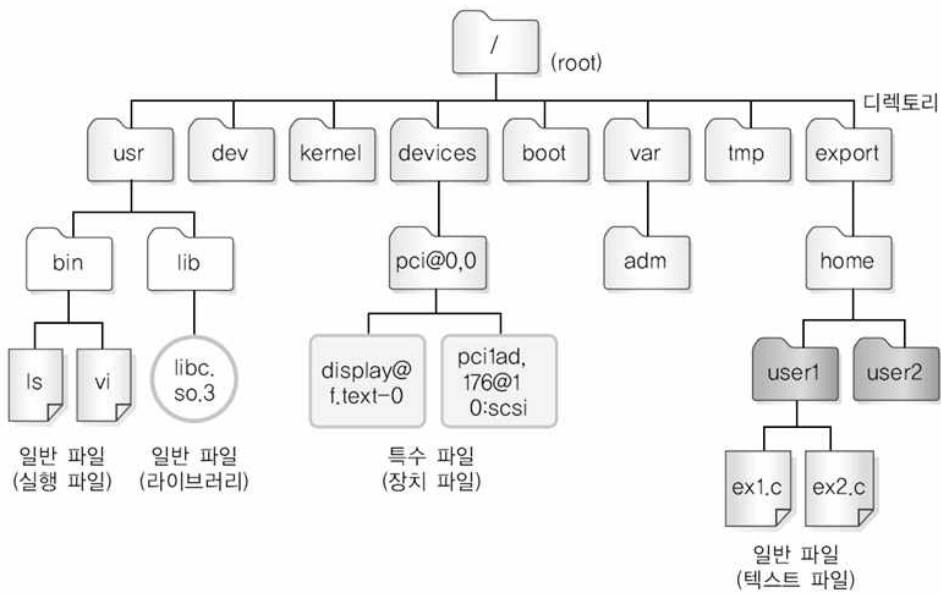 /
(root)
디렉토리
usr
dev
kernel
devices
boot
var
tmp
export
bin
lib
pci@0,0
adm
home
ls
vi
libc.
so.3
display@
f.text-0
pci1ad,
176@1
0:scsi
user1
user2
일반 파일
(실행 파일)
일반 파일
(라이브러리)
특수 파일
(장치 파일)
ex1.c
ex2.c
일반 파일
(텍스트 파일)